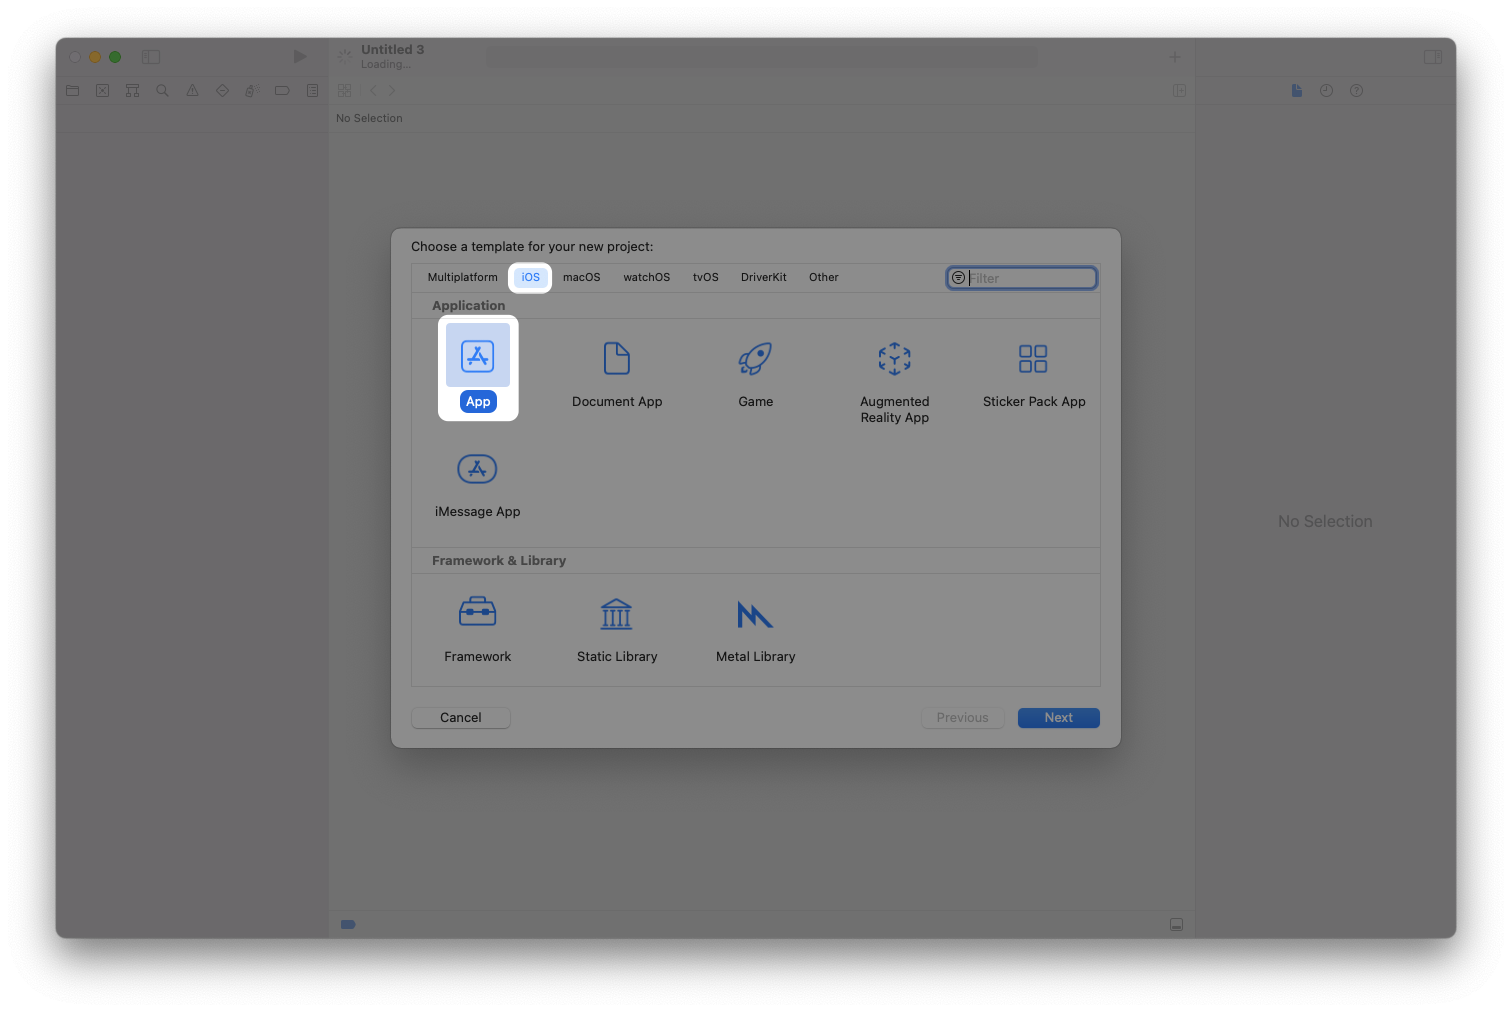 Untitled 3
Loading...
No Selection
Choose a template for your new project:
Multiplatform iOS macOS watchOS tvOS DriverKit Other Filter
Application
App Document App Game Augmented Reality App Sticker Pack App
iMessage App
No Selection
Framework & Library
Framework Static Library Metal Library
Cancel Previous Next